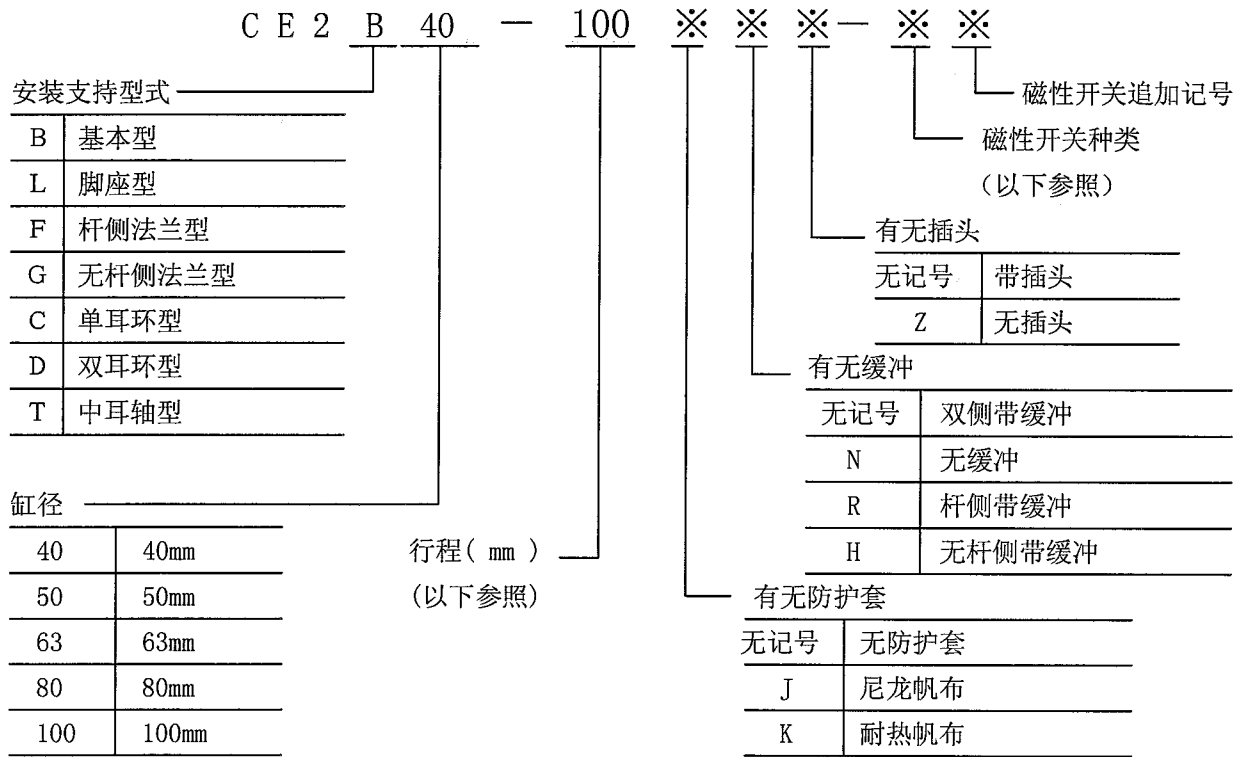 CE2B40－100※※※－※※
安装支持型式
B 基本型
L 脚座型
F 杆侧法兰型
G 无杆侧法兰型
C 单耳环型
D 双耳环型
T 中耳轴型
缸径
40 40mm
50 50mm
63 63mm
80 80mm
100 100mm
行程( mm )
(以下参照)
磁性开关追加记号
磁性开关种类
(以下参照)
有无插头
无记号 带插头
Z 无插头
有无缓冲
无记号 双侧带缓冲
N 无缓冲
R 杆侧带缓冲
H 无杆侧带缓冲
有无防护套
无记号 无防护套
J 尼龙帆布
K 耐热帆布